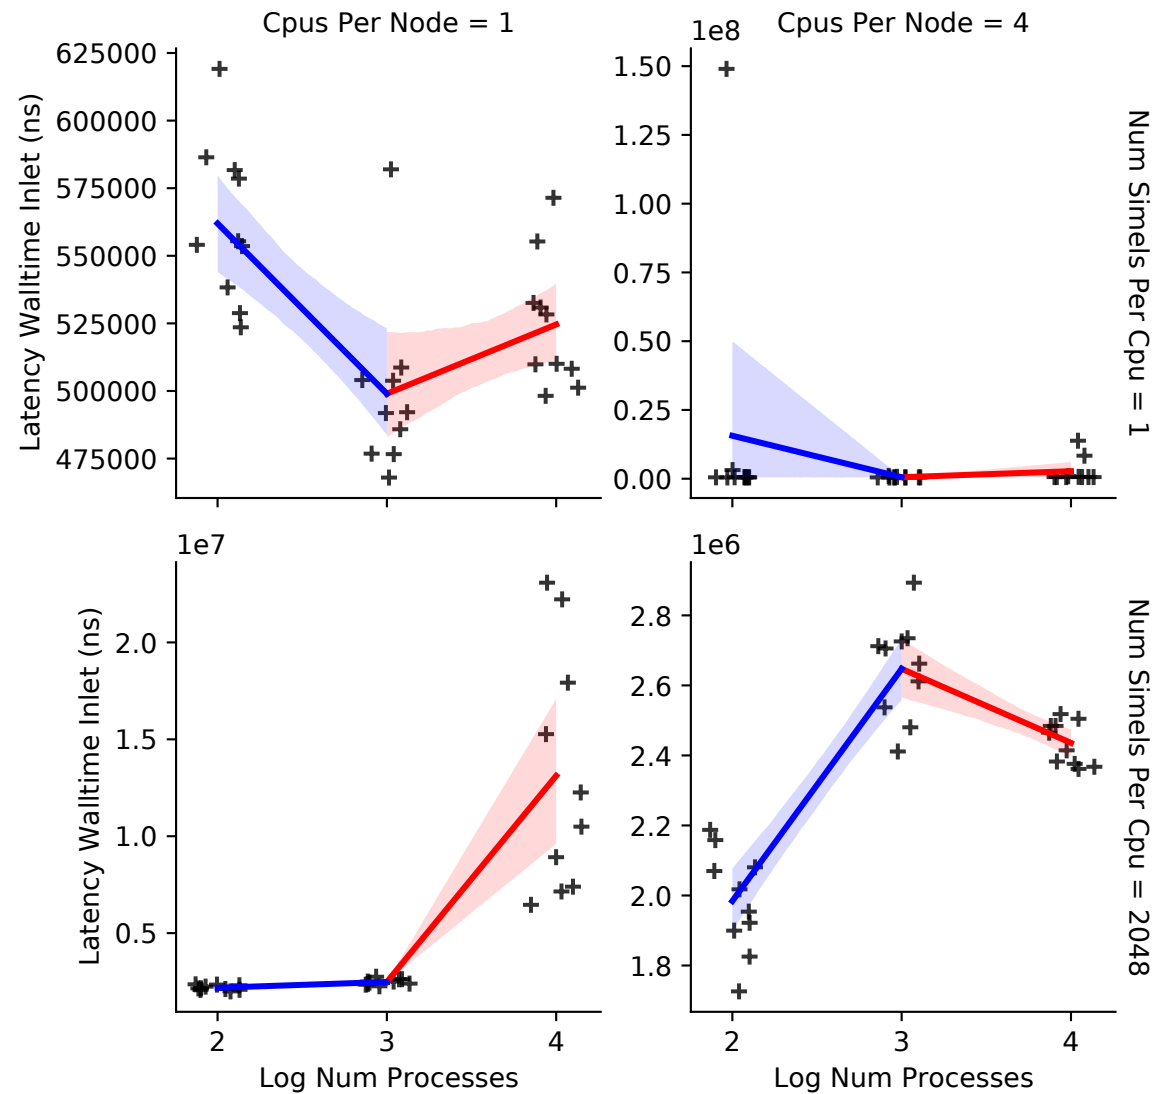 Cpus Per Node = 1
Cpus Per Node = 4
1e8
625000
600000
575000
550000
525000
500000
475000
Latency Walltime Inlet (ns)
1.50
1.25
1.00
0.75
0.50
0.25
0.00
Num Simels Per Cpu = 1
1e7
2.0
1.5
1.0
0.5
Latency Walltime Inlet (ns)
2
3
4
Log Num Processes
1e6
2.8
2.6
2.4
2.2
2.0
1.8
2
3
4
Log Num Processes
Num Simels Per Cpu = 2048